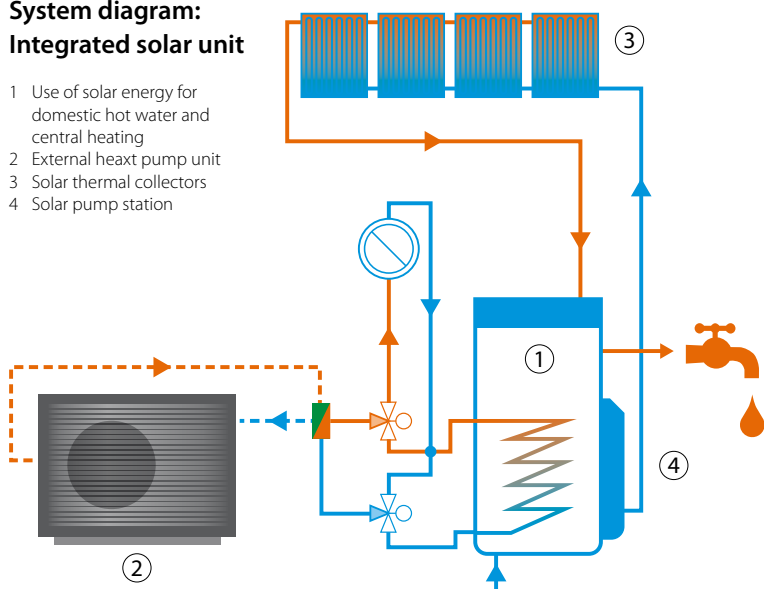 System diagram:
Integrated solar unit
1 Use of solar energy for
domestic hot water and
central heating
2 External heaxt pump unit
3 Solar thermal collectors
4 Solar pump station
3
1
4
2